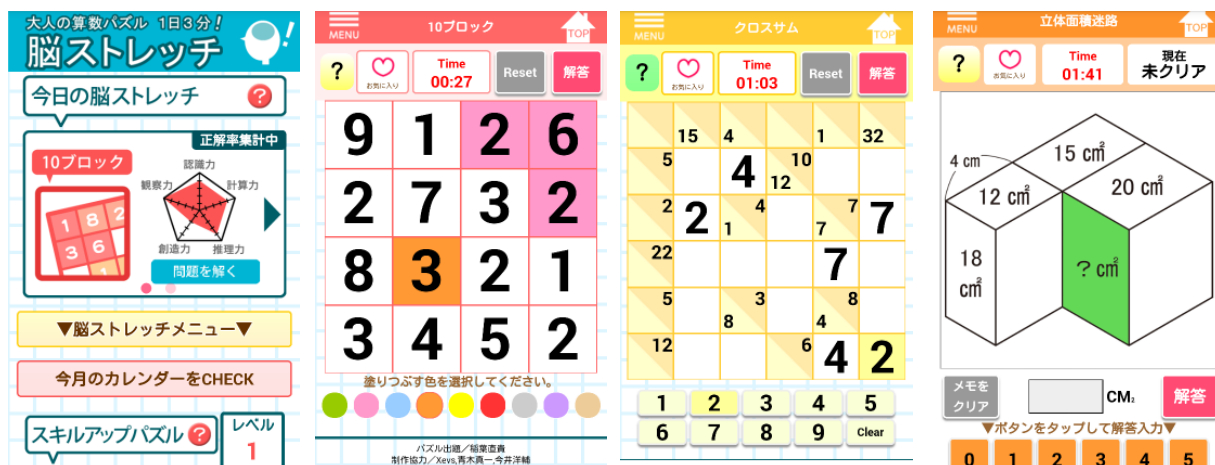 大人の算数パズル 1日3分!
脳ストレッチ
今日の脳ストレッチ ?
正解率集計中
10ブロック
認識力
観察力
計算力
創造力
推理力
1 8 2
3 6
1
問題を解く
▼脳ストレッチメニュー▼
今月のカレンダーをCHECK
スキルアップパズル ?
レベル
1
MENU
10ブロック
TOP
?
お気に入り
Time
00:27
Reset
解答
9 1 2 6
2 7 3 2
8 3 2 1
3 4 5 2
塗りつぶす色を選択してください。
パズル出題／稲葉直貴
制作協力／Xevs,青木真一,今井洋輔
MENU
クロスサム
TOP
?
お気に入り
Time
01:03
Reset
解答
15 4 1 32
5 4 10 12
2 2 4 1 7 7 7
22 7
5 3 8 8 4
12 6 4 2
1 2 3 4 5
6 7 8 9 Clear
MENU
立体面積迷路
TOP
?
お気に入り
Time
01:41
現在
未クリア
4 cm
15 cm²
12 cm²
20 cm²
18
cm²
? cm²
メモを
クリア
CM₂
解答
▼ボタンをタップして解答入力▼
0 1 2 3 4 5